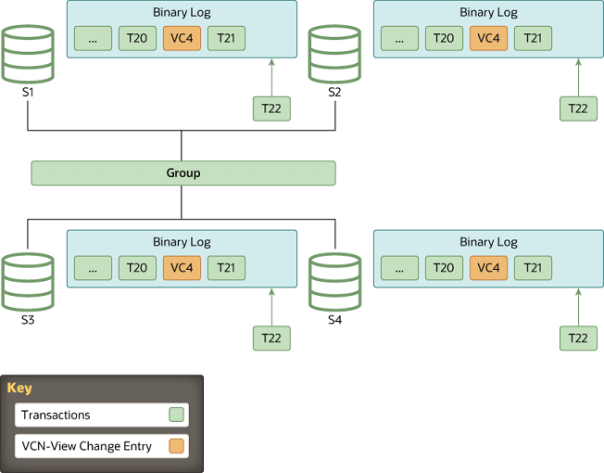 Binary Log
... T20 VC4 T21
T22
S1
Binary Log
... T20 VC4 T21
T22
S2
Group
Binary Log
... T20 VC4 T21
T22
S3
Binary Log
... T20 VC4 T21
T22
S4
Key
Transactions
VCN-View Change Entry